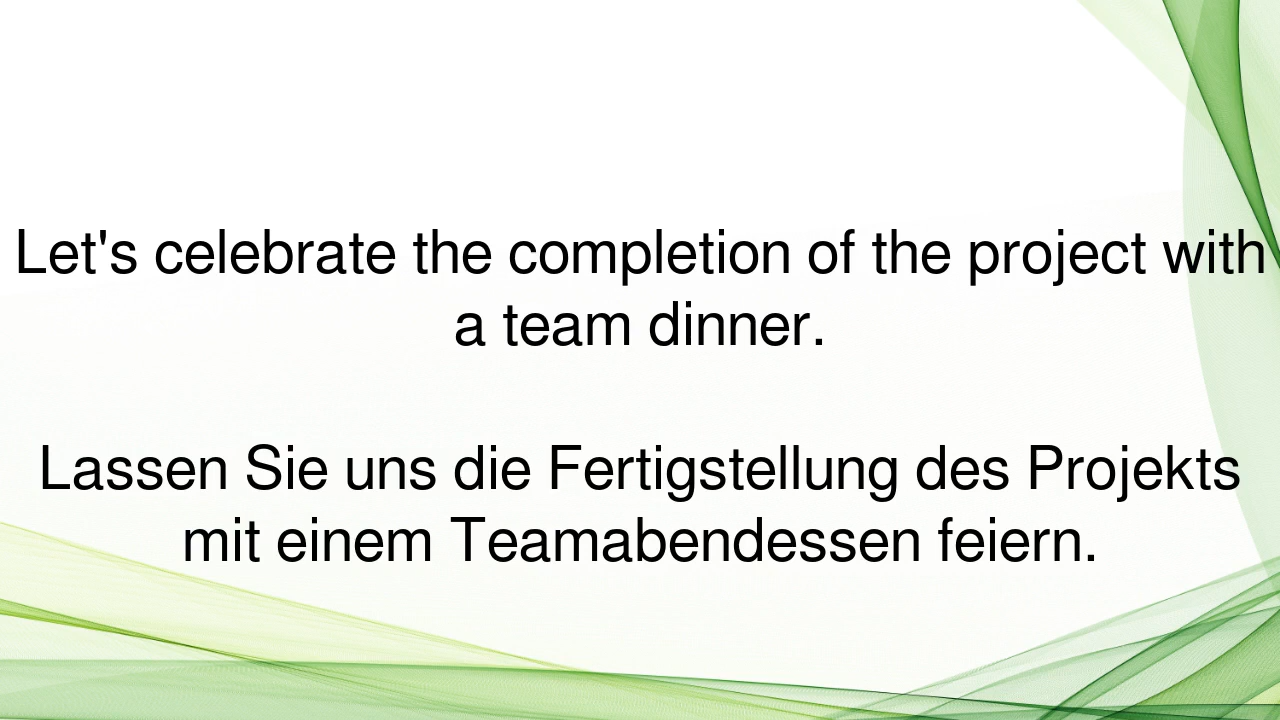 Let's celebrate the completion of the project with
a team dinner.
Lassen Sie uns die Fertigstellung des Projekts
mit einem Teamabendessen feiern.